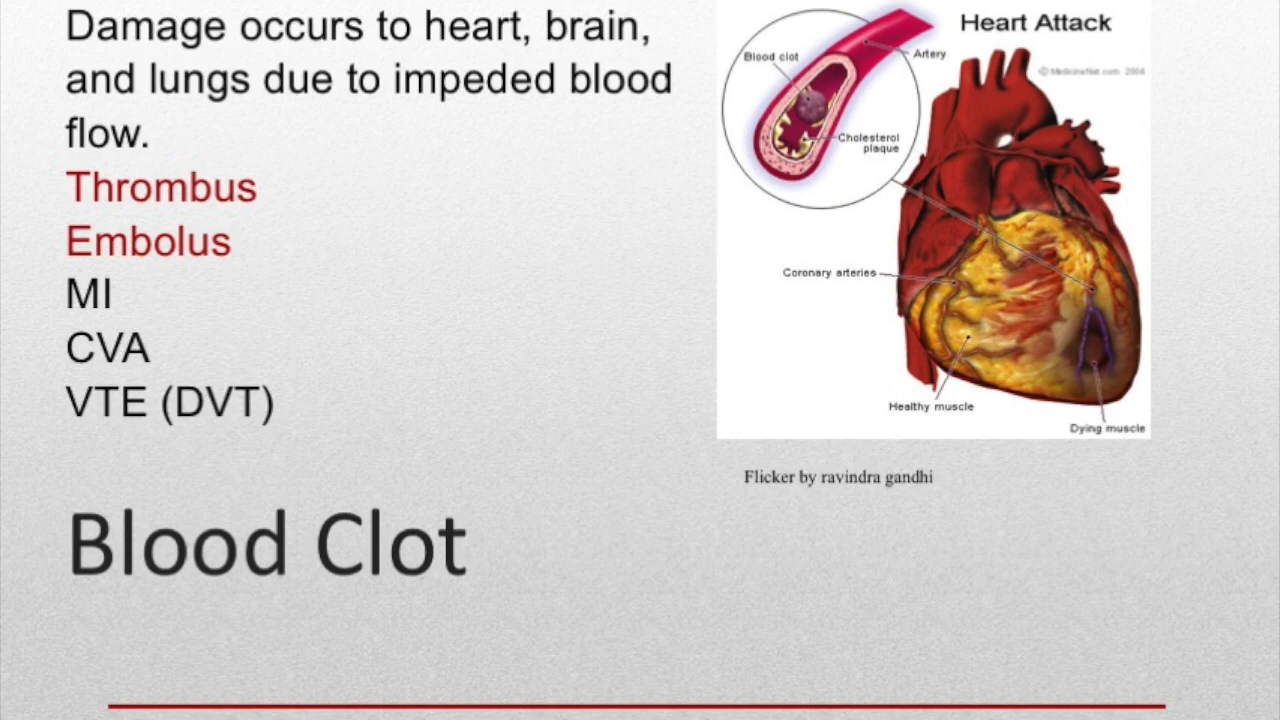 Damage occurs to heart, brain,
and lungs due to impeded blood
flow.
Thrombus
Embolus
MI
CVA
VTE (DVT)
Heart Attack
© MedicineNet.com 2004
Blood clot
Artery
Cholesterol
plaque
Coronary arteries
Healthy muscle
Dying muscle
Flicker by ravindra gandhi
Blood Clot